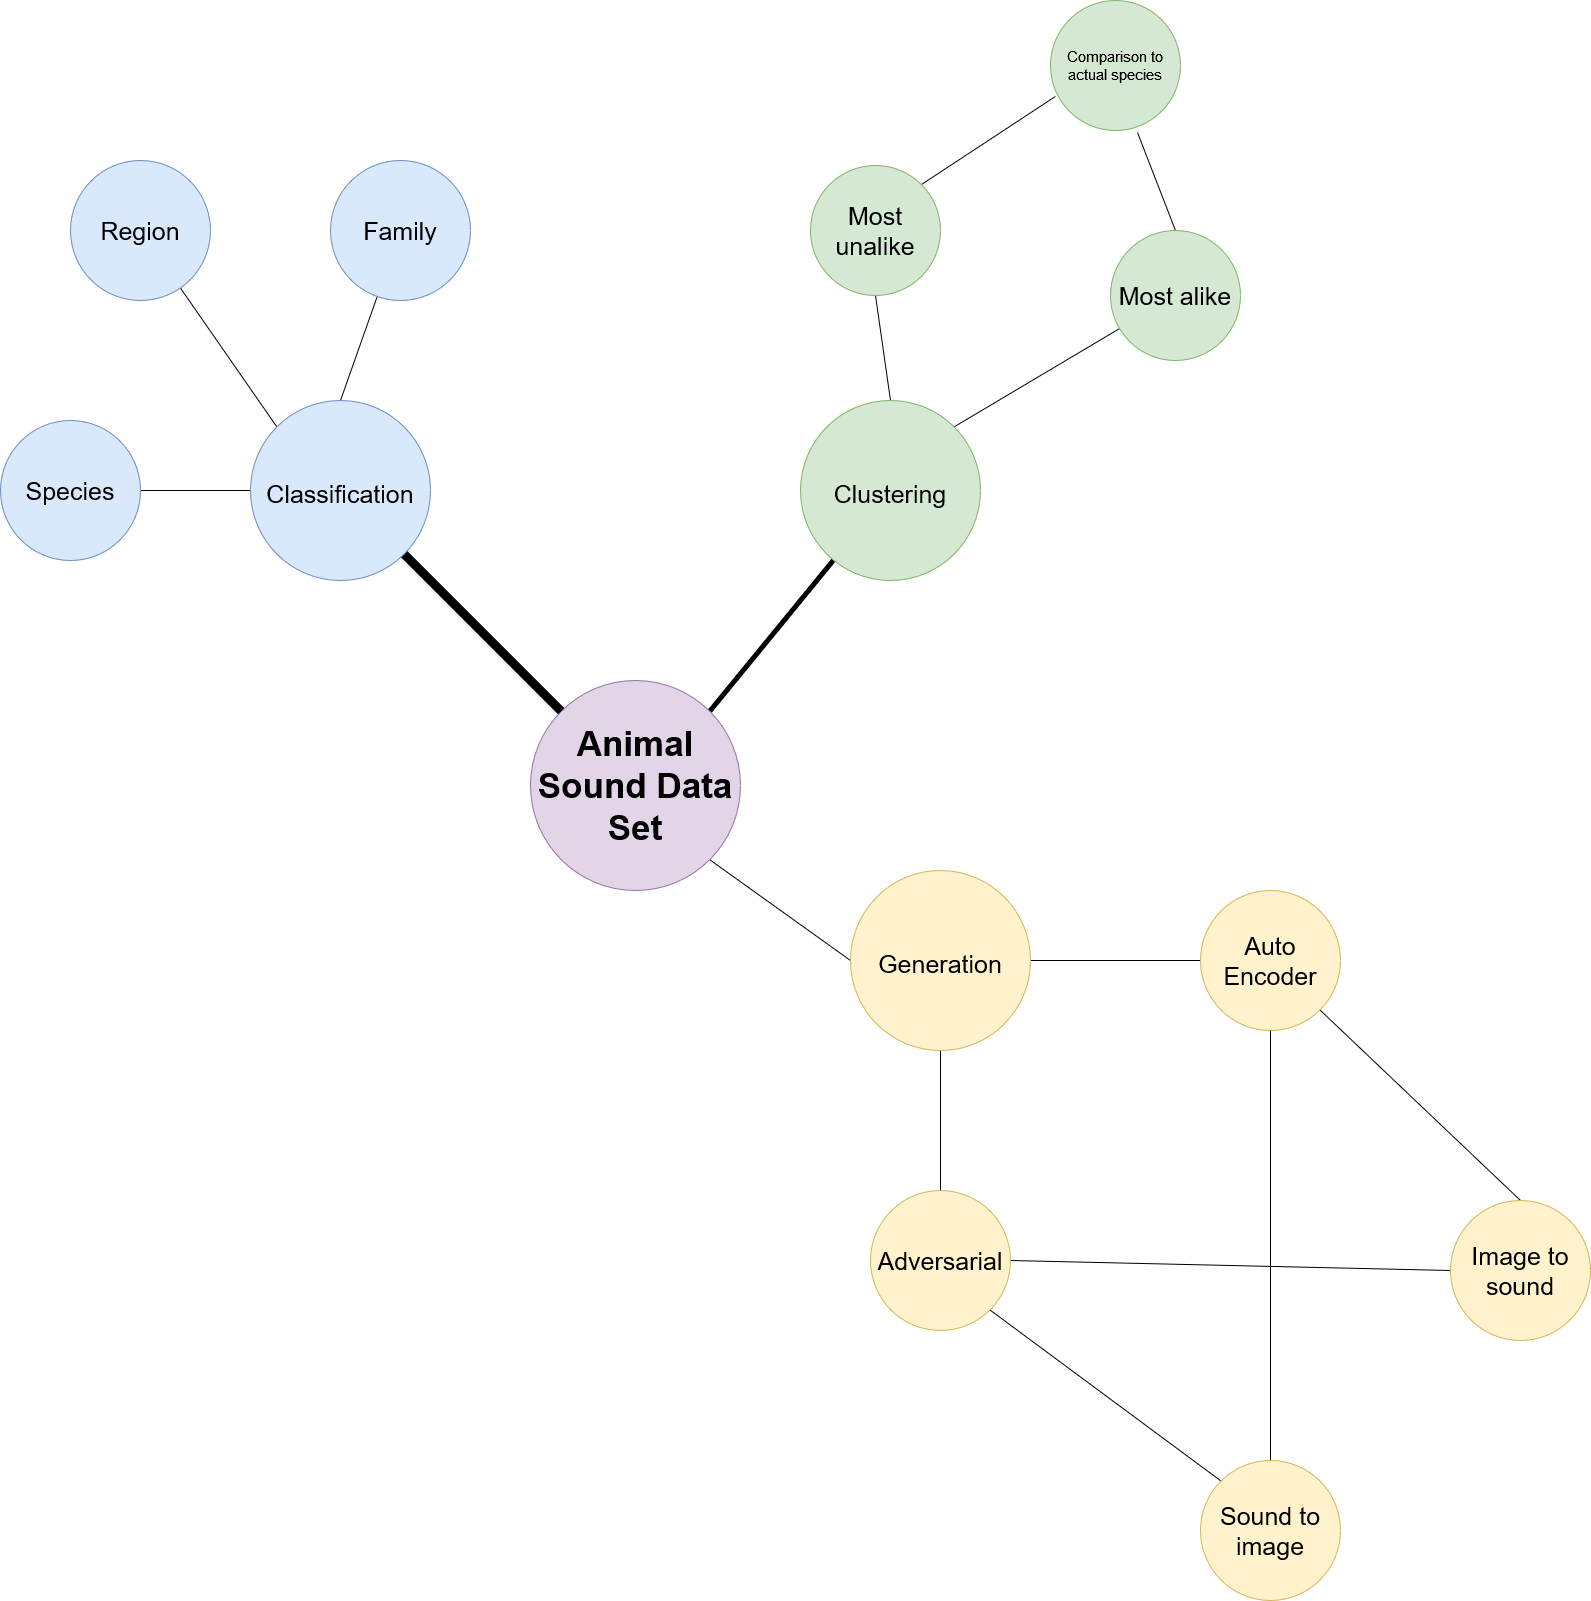 Comparison to
actual species
Region
Family
Most
unalike
Most alike
Species
Classification
Clustering
Animal
Sound Data
Set
Generation
Auto
Encoder
Adversarial
Image to
sound
Sound to
image